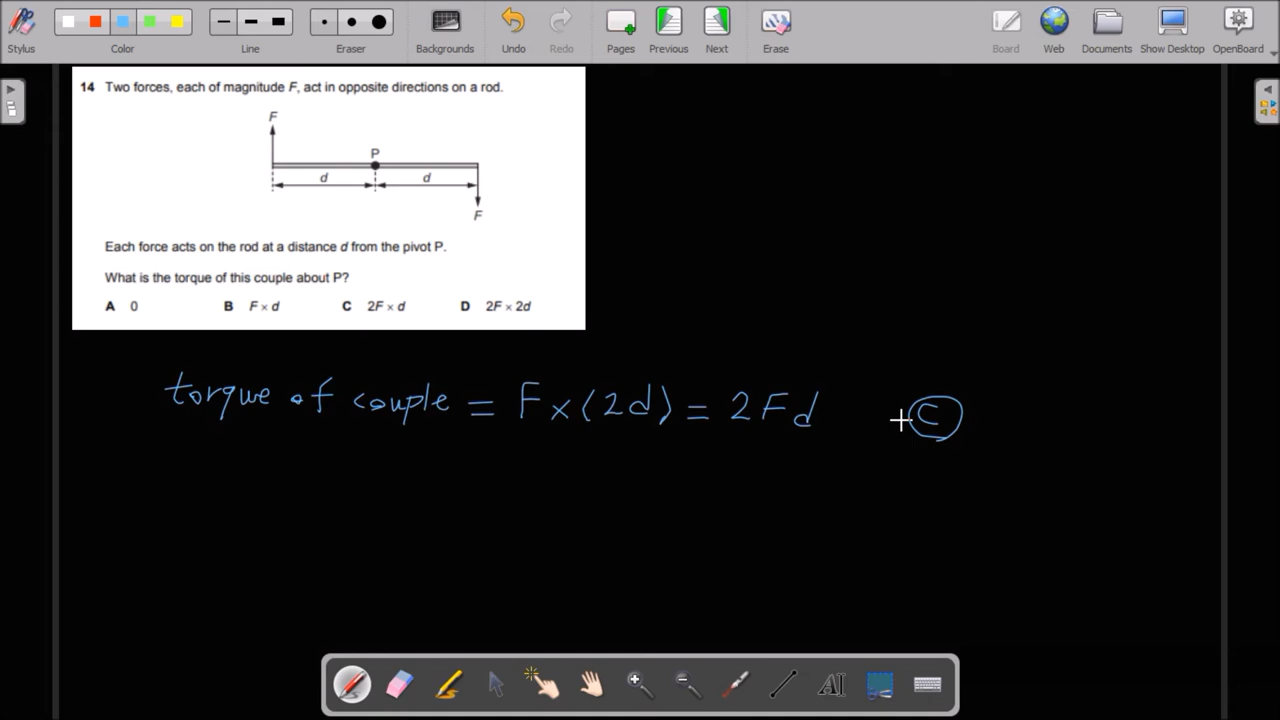 Stylus Color Line Eraser Backgrounds Undo Redo Pages Previous Next Erase Board Web Documents Show Desktop OpenBoard
14 Two forces, each of magnitude F, act in opposite directions on a rod.
F
P
d d
F
Each force acts on the rod at a distance d from the pivot P.
What is the torque of this couple about P?
A 0 B F × d C 2F × d D 2F × 2d
torque of couple = F × (2d) = 2Fd C
AI